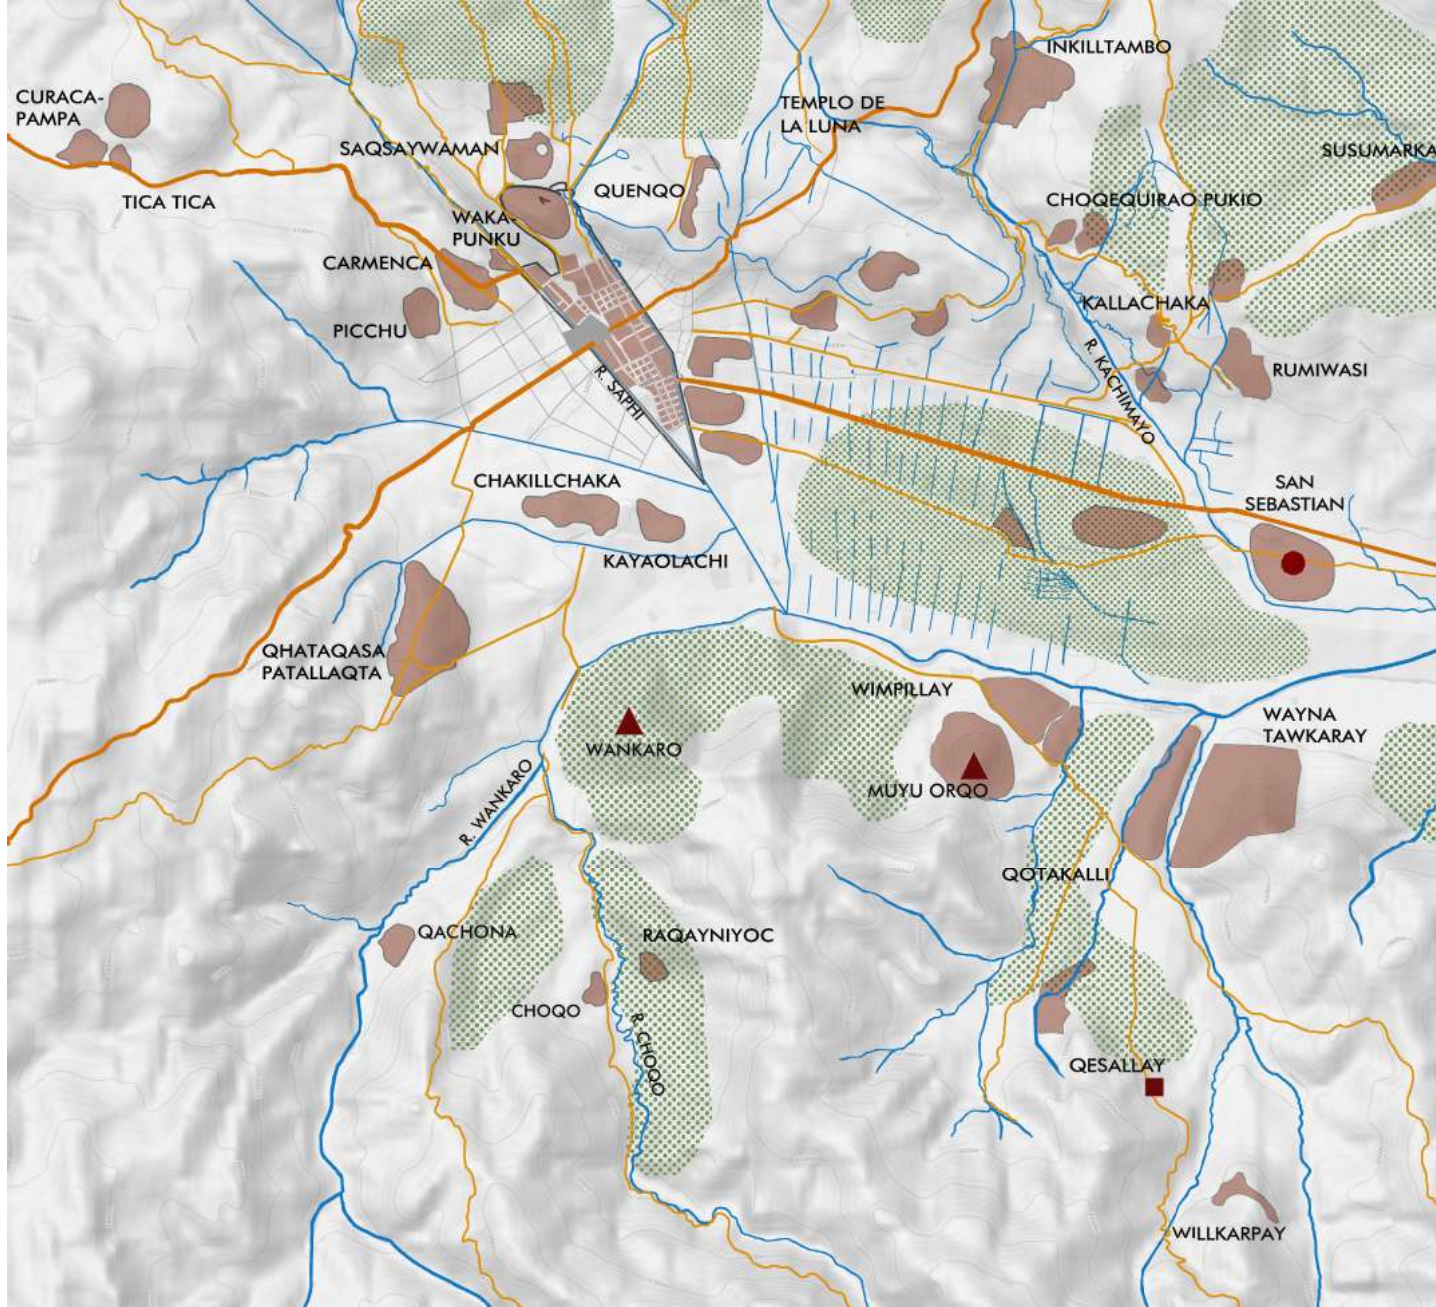 INKILLTAMBO
CURACA-
PAMPA
TEMPLO DE
LA LUNA
SAQSAYWAMAN
SUSUMARKA
QUENQO
TICA TICA
CHOQEQUIRAO PUKIO
WAKA-
PUNKU
CARMENCA
KALLACHAKA
PICCHU
R. SAPHI
R. KACHIMAYO
RUMIWASI
CHAKILLCHAKA
SAN
SEBASTIAN
KAYAOLACHI
QHATAQASA
PATALLAQTA
WIMPILLAY
WAYNA
TAWKARAY
WANKARO
MUYU ORQO
R. WANKARO
QOTAKALLI
QACHONA
RAQAYNIYOC
CHOQO
R.CHOQO
QESALLAY
WILLKARPAY